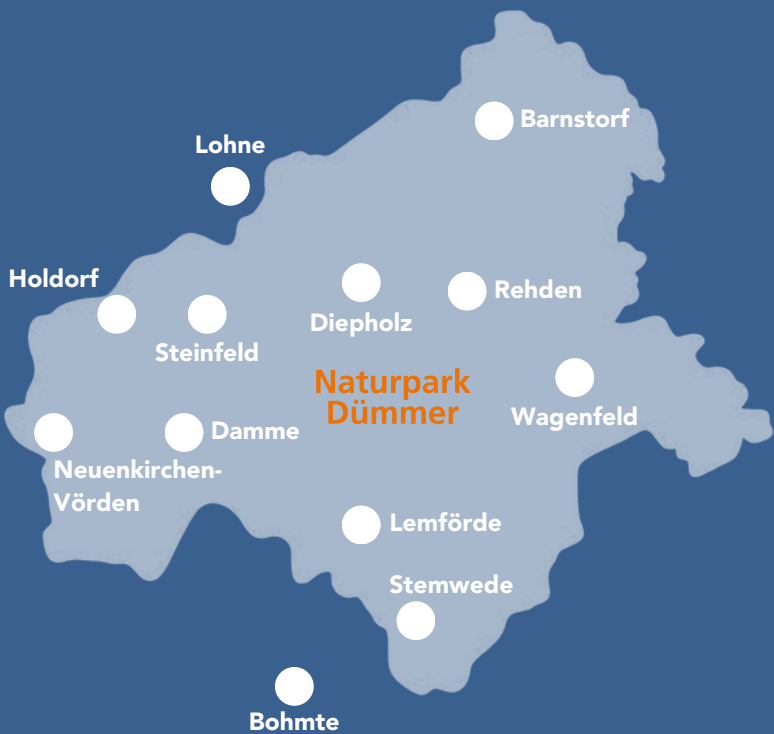 Barnstorf
Lohne
Holdorf
Rehden
Diepholz
Steinfeld
Naturpark
Dümmer
Wagenfeld
Damme
Neuenkirchen-
Vörden
Lemförde
Stemwede
Bohmte